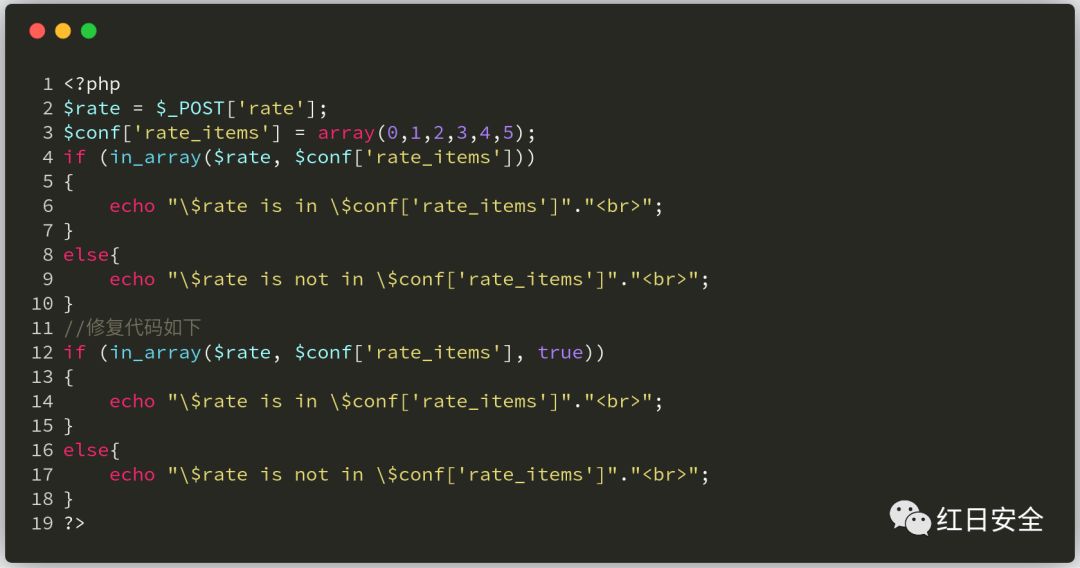 1 <?php
2 $rate = $_POST['rate'];
3 $conf['rate_items'] = array(0,1,2,3,4,5);
4 if (in_array($rate, $conf['rate_items']))
5 {
6     echo "\$rate is in \$conf['rate_items']"."<br>";
7 }
8 else{
9     echo "\$rate is not in \$conf['rate_items']"."<br>";
10 }
11 //修复代码如下
12 if (in_array($rate, $conf['rate_items'], true))
13 {
14     echo "\$rate is in \$conf['rate_items']"."<br>";
15 }
16 else{
17     echo "\$rate is not in \$conf['rate_items']"."<br>";
18 }
19 ?>
红日安全